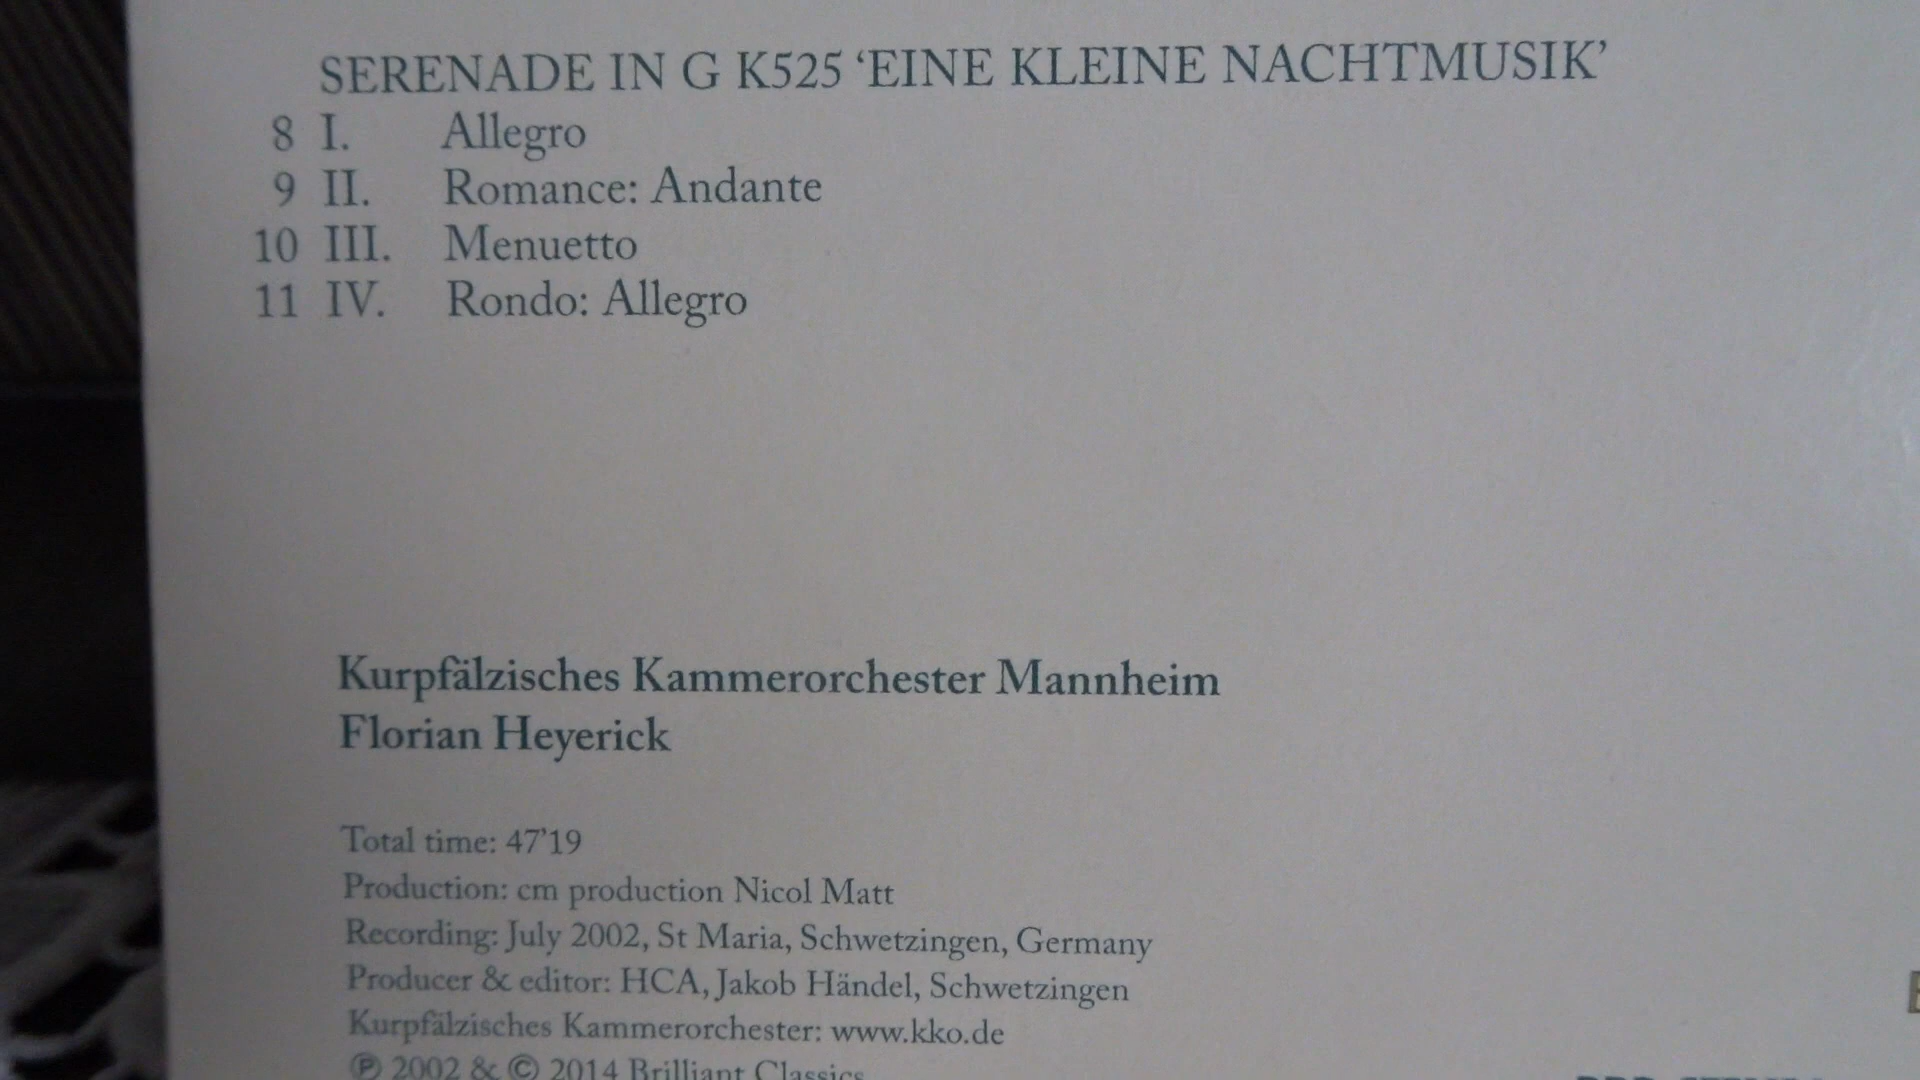 SERENADE IN G K525 ‘EINE KLEINE NACHTMUSIK’
8 I. Allegro
9 II. Romance: Andante
10 III. Menuetto
11 IV. Rondo: Allegro
Kurpfälzisches Kammerorchester Mannheim
Florian Heyerick
Total time: 47’19
Production: cm production Nicol Matt
Recording: July 2002, St Maria, Schwetzingen, Germany
Producer & editor: HCA, Jakob Händel, Schwetzingen
Kurpfälzisches Kammerorchester: www.kko.de
℗ 2002 & © 2014 Brilliant Classics